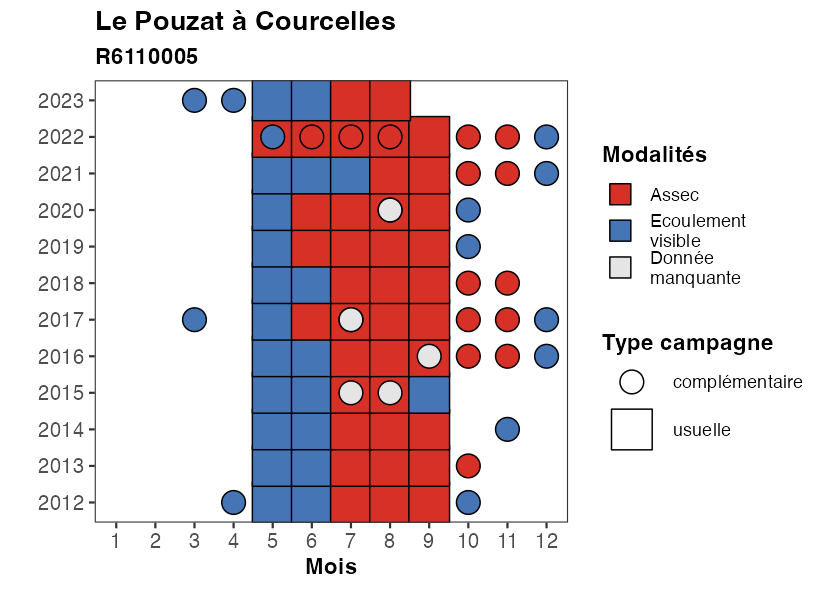 Le Pouzat à Courcelles
R6110005
2023
2022
2021
2020
2019
2018
2017
2016
2015
2014
2013
2012
1 2 3 4 5 6 7 8 9 10 11 12
Mois
Modalités
Assec
Ecoulement
visible
Donnée
manquante
Type campagne
complémentaire
usuelle